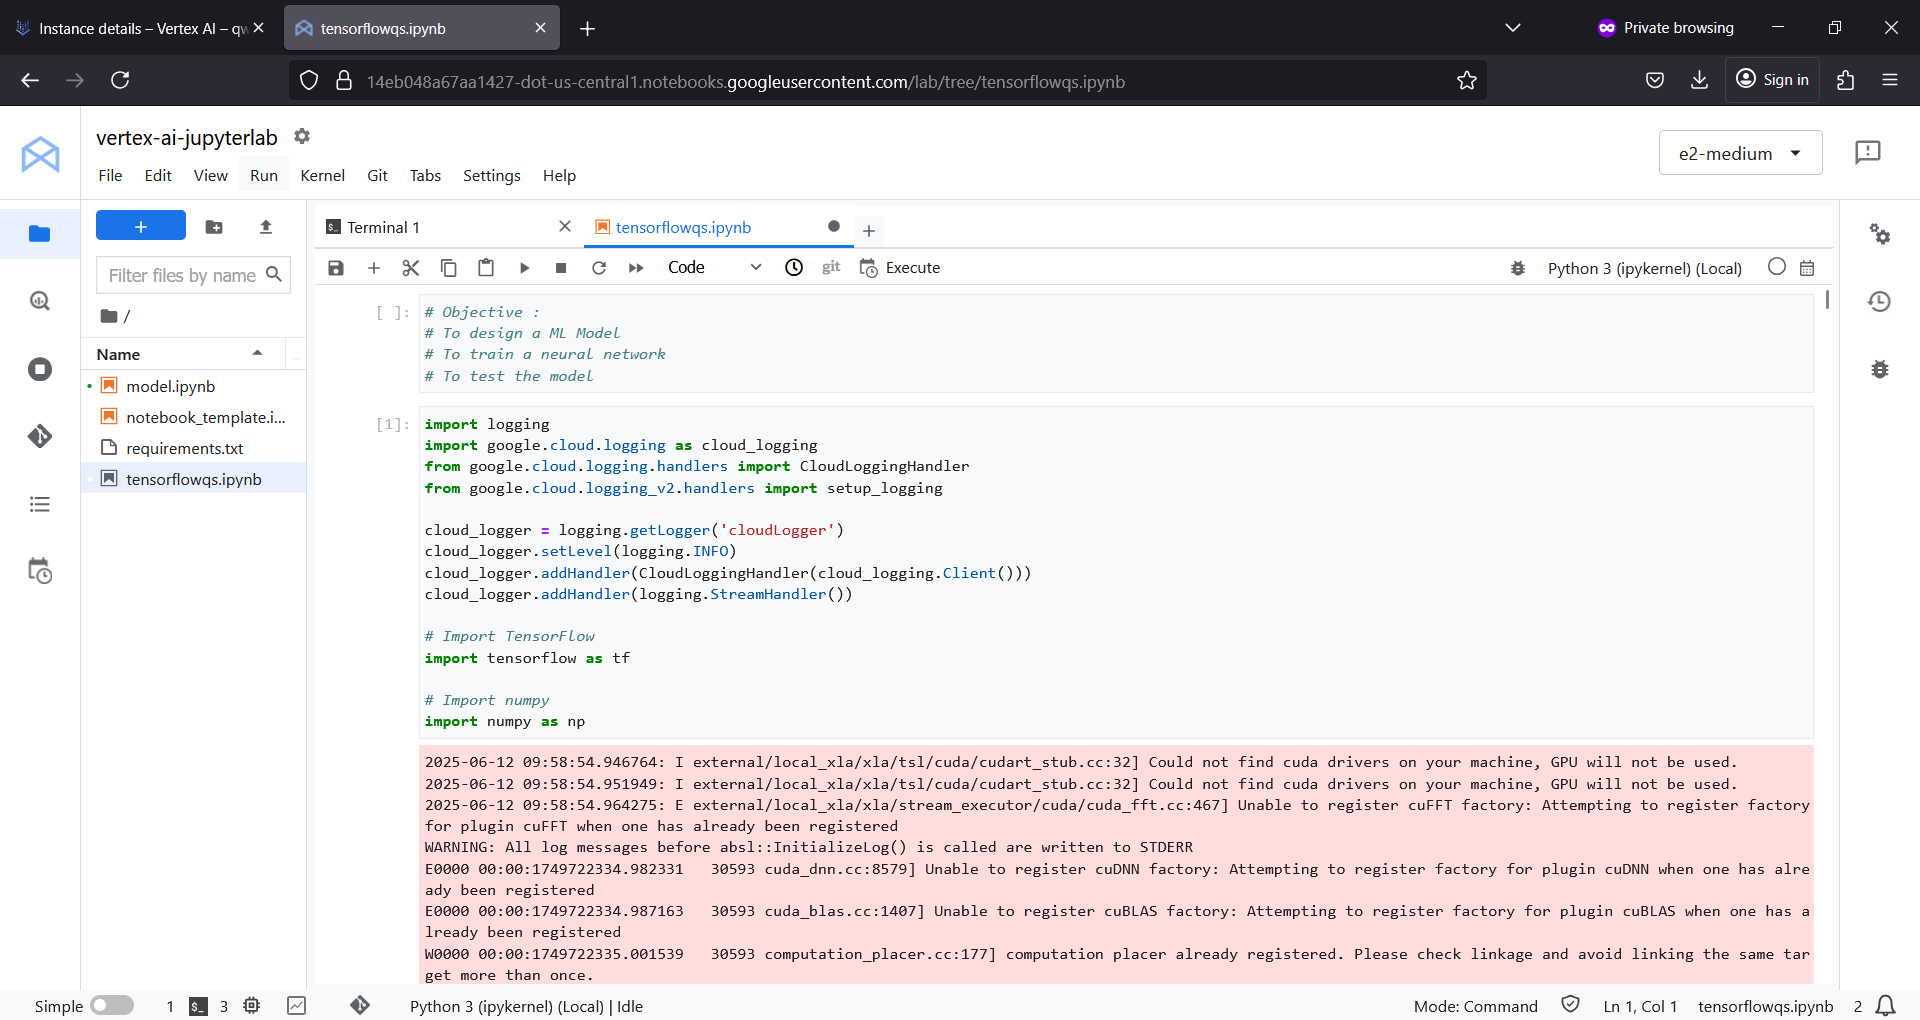 Instance details – Vertex AI – qw
tensorflowqs.ipynb
Private browsing
14eb048a67aa1427-dot-us-central1.notebooks.googleusercontent.com/lab/tree/tensorflowqs.ipynb
Sign in
vertex-ai-jupyterlab
e2-medium
File Edit View Run Kernel Git Tabs Settings Help
+
Filter files by name
/
Name
...
model.ipynb
notebook_template.i...
requirements.txt
tensorflowqs.ipynb
Terminal 1
tensorflowqs.ipynb
Code
git
Execute
Python 3 (ipykernel) (Local)
[ ]:
# Objective :
# To design a ML Model
# To train a neural network
# To test the model
[1]:
import logging
import google.cloud.logging as cloud_logging
from google.cloud.logging.handlers import CloudLoggingHandler
from google.cloud.logging_v2.handlers import setup_logging
cloud_logger = logging.getLogger('cloudLogger')
cloud_logger.setLevel(logging.INFO)
cloud_logger.addHandler(CloudLoggingHandler(cloud_logging.Client()))
cloud_logger.addHandler(logging.StreamHandler())
# Import TensorFlow
import tensorflow as tf
# Import numpy
import numpy as np
2025-06-12 09:58:54.946764: I external/local_xla/xla/tsl/cuda/cudart_stub.cc:32] Could not find cuda drivers on your machine, GPU will not be used.
2025-06-12 09:58:54.951949: I external/local_xla/xla/tsl/cuda/cudart_stub.cc:32] Could not find cuda drivers on your machine, GPU will not be used.
2025-06-12 09:58:54.964275: E external/local_xla/xla/stream_executor/cuda/cuda_fft.cc:467] Unable to register cuFFT factory: Attempting to register factory
for plugin cuFFT when one has already been registered
WARNING: All log messages before absl::InitializeLog() is called are written to STDERR
E0000 00:00:1749722334.982331   30593 cuda_dnn.cc:8579] Unable to register cuDNN factory: Attempting to register factory for plugin cuDNN when one has alre
ady been registered
E0000 00:00:1749722334.987163   30593 cuda_blas.cc:1407] Unable to register cuBLAS factory: Attempting to register factory for plugin cuBLAS when one has a
lready been registered
W0000 00:00:1749722335.001539   30593 computation_placer.cc:177] computation placer already registered. Please check linkage and avoid linking the same tar
get more than once.
Simple
1
$_
3
Python 3 (ipykernel) (Local) | Idle
Mode: Command
Ln 1, Col 1
tensorflowqs.ipynb
2